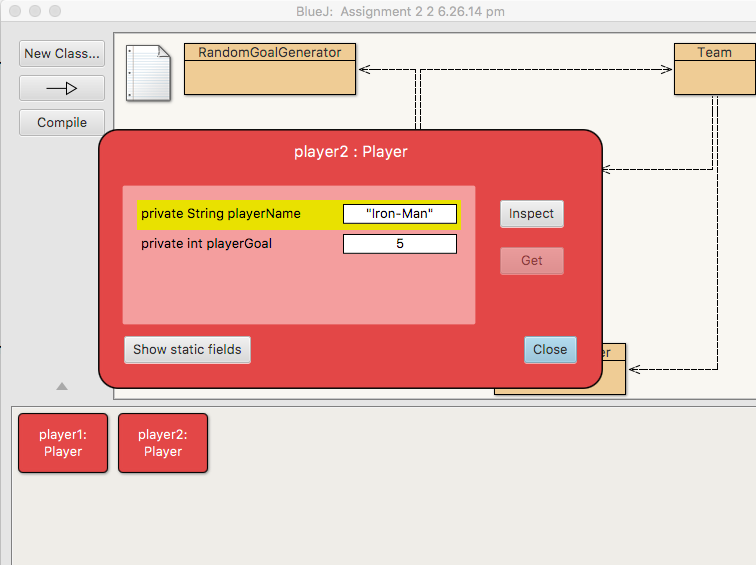 BlueJ: Assignment 2 2 6.26.14 pm
New Class...
Compile
RandomGoalGenerator
Team
player2 : Player
private String playerName
"Iron-Man"
private int playerGoal
5
Inspect
Get
Show static fields
Close
player1:
Player
player2:
Player